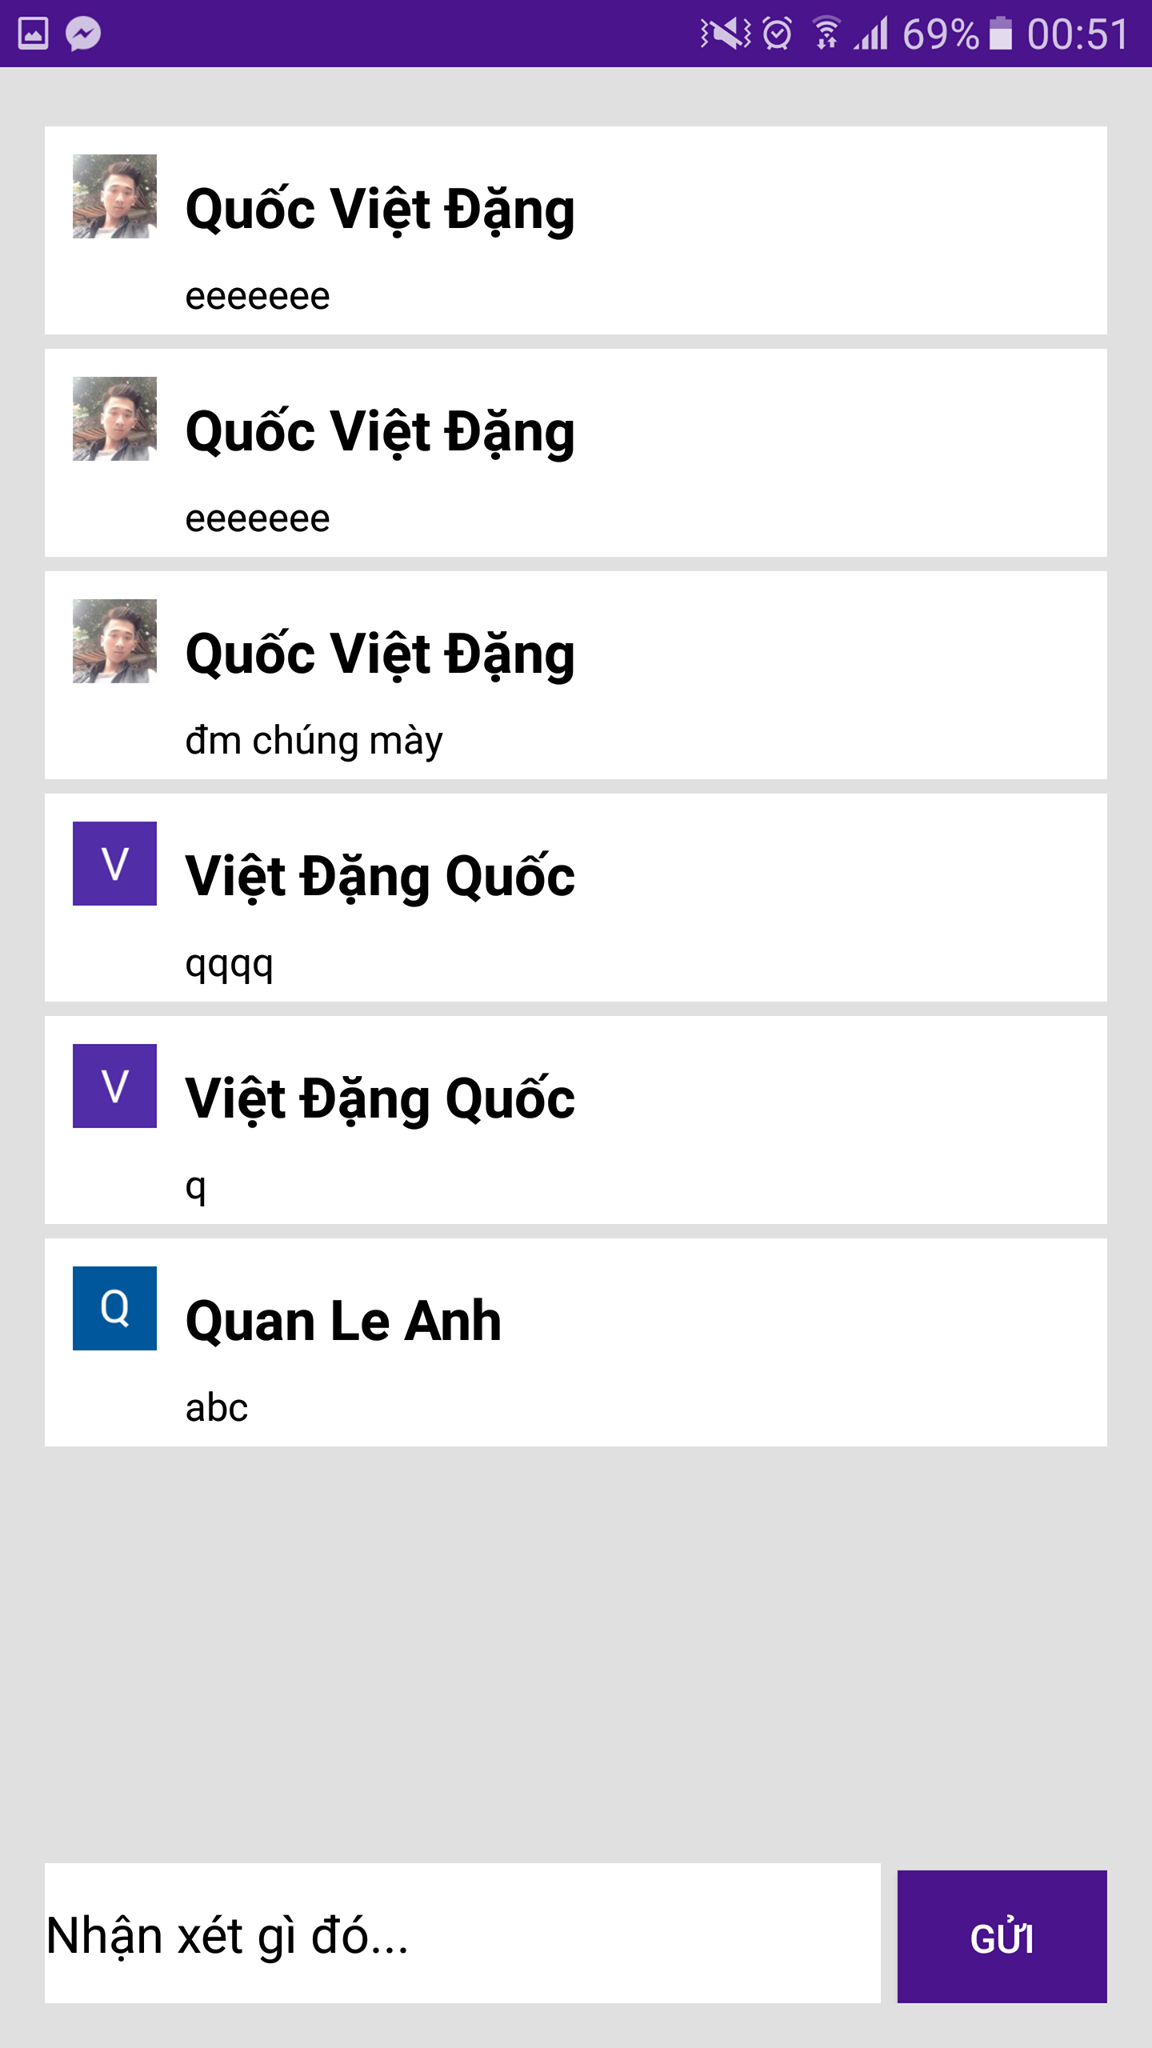 69% 00:51
Quốc Việt Đặng
eeeeeee
Quốc Việt Đặng
eeeeeee
Quốc Việt Đặng
đm chúng mày
V
Việt Đặng Quốc
qqqq
V
Việt Đặng Quốc
q
Q
Quan Le Anh
abc
Nhận xét gì đó...
GỬI